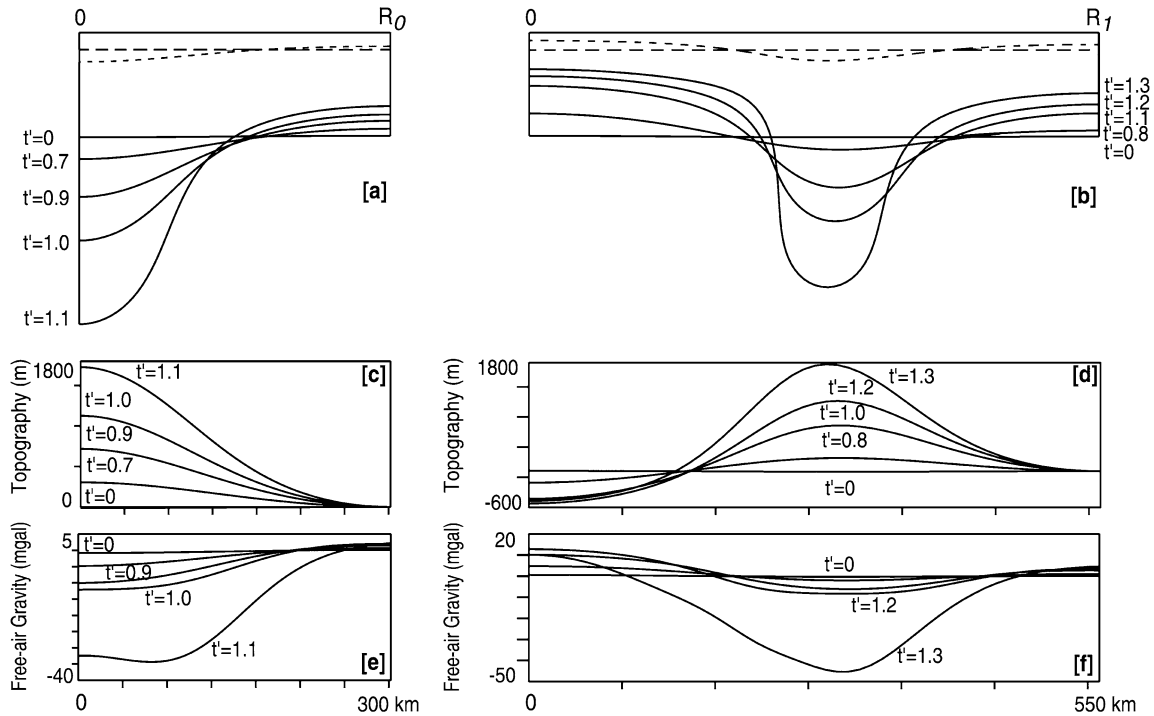 0 R0
t'=0
t'=0.7
t'=0.9
t'=1.0
t'=1.1
[a]
0 R1
t'=1.3
t'=1.2
t'=1.1
t'=0.8
t'=0
[b]
Topography (m)
1800
0
t'=1.1
t'=1.0
t'=0.9
t'=0.7
t'=0
[c]
Topography (m)
1800
-600
t'=1.3
t'=1.2
t'=1.0
t'=0.8
t'=0
[d]
Free-air Gravity (mgal)
5
-40
t'=0
t'=0.9
t'=1.0
t'=1.1
[e]
0 300 km
Free-air Gravity (mgal)
20
-50
t'=0
t'=1.2
t'=1.3
[f]
0 550 km